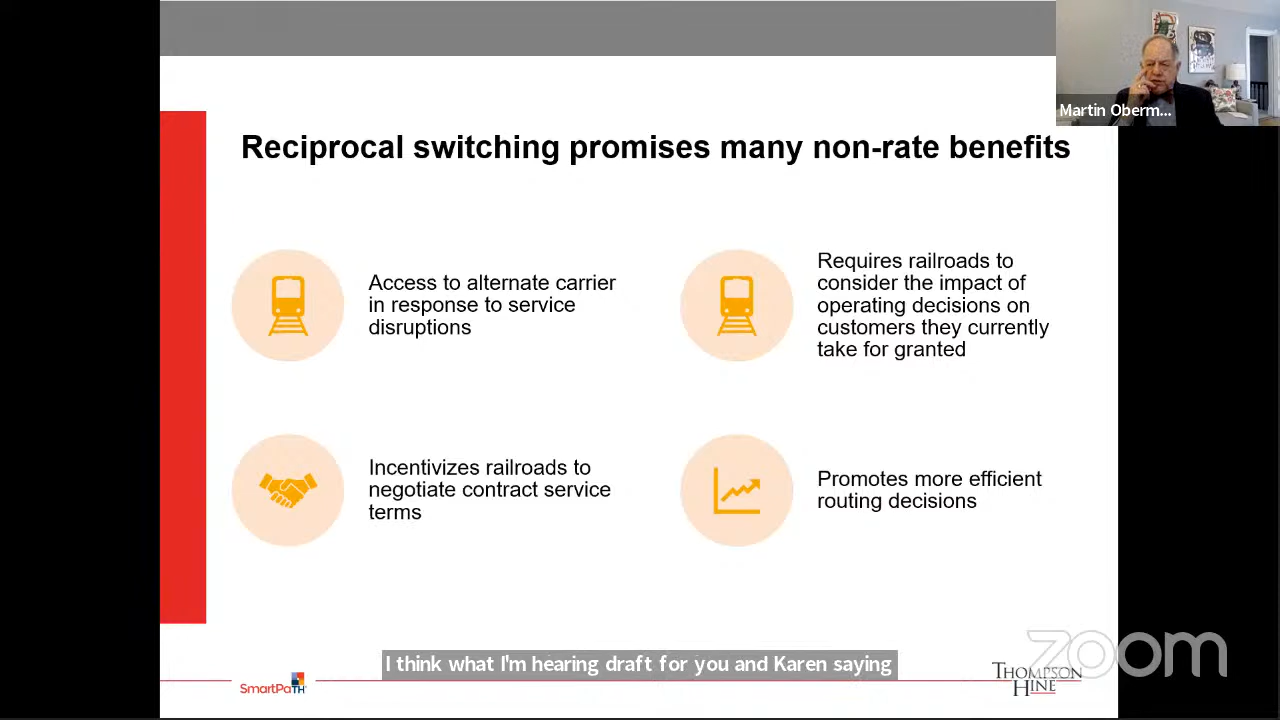 Martin Oberm...
Reciprocal switching promises many non-rate benefits
Access to alternate carrier
in response to service
disruptions
Requires railroads to
consider the impact of
operating decisions on
customers they currently
take for granted
Incentivizes railroads to
negotiate contract service
terms
Promotes more efficient
routing decisions
I think what I'm hearing draft for you and Karen saying
zoom
SmartPaTH
THOMPSON
HINE